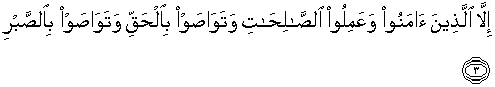 إِلَّا ٱلَّذِينَ ءَامَنُوا۟ وَعَمِلُوا۟ ٱلصَّـٰلِحَـٰتِ وَتَوَاصَوْا۟ بِٱلْحَقِّ وَتَوَاصَوْا۟ بِٱلصَّبْرِ
٣